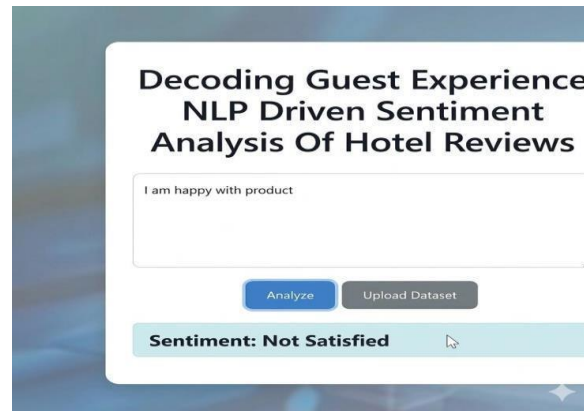 Decoding Guest Experience
NLP Driven Sentiment
Analysis Of Hotel Reviews
I am happy with product
Analyze Upload Dataset
Sentiment: Not Satisfied